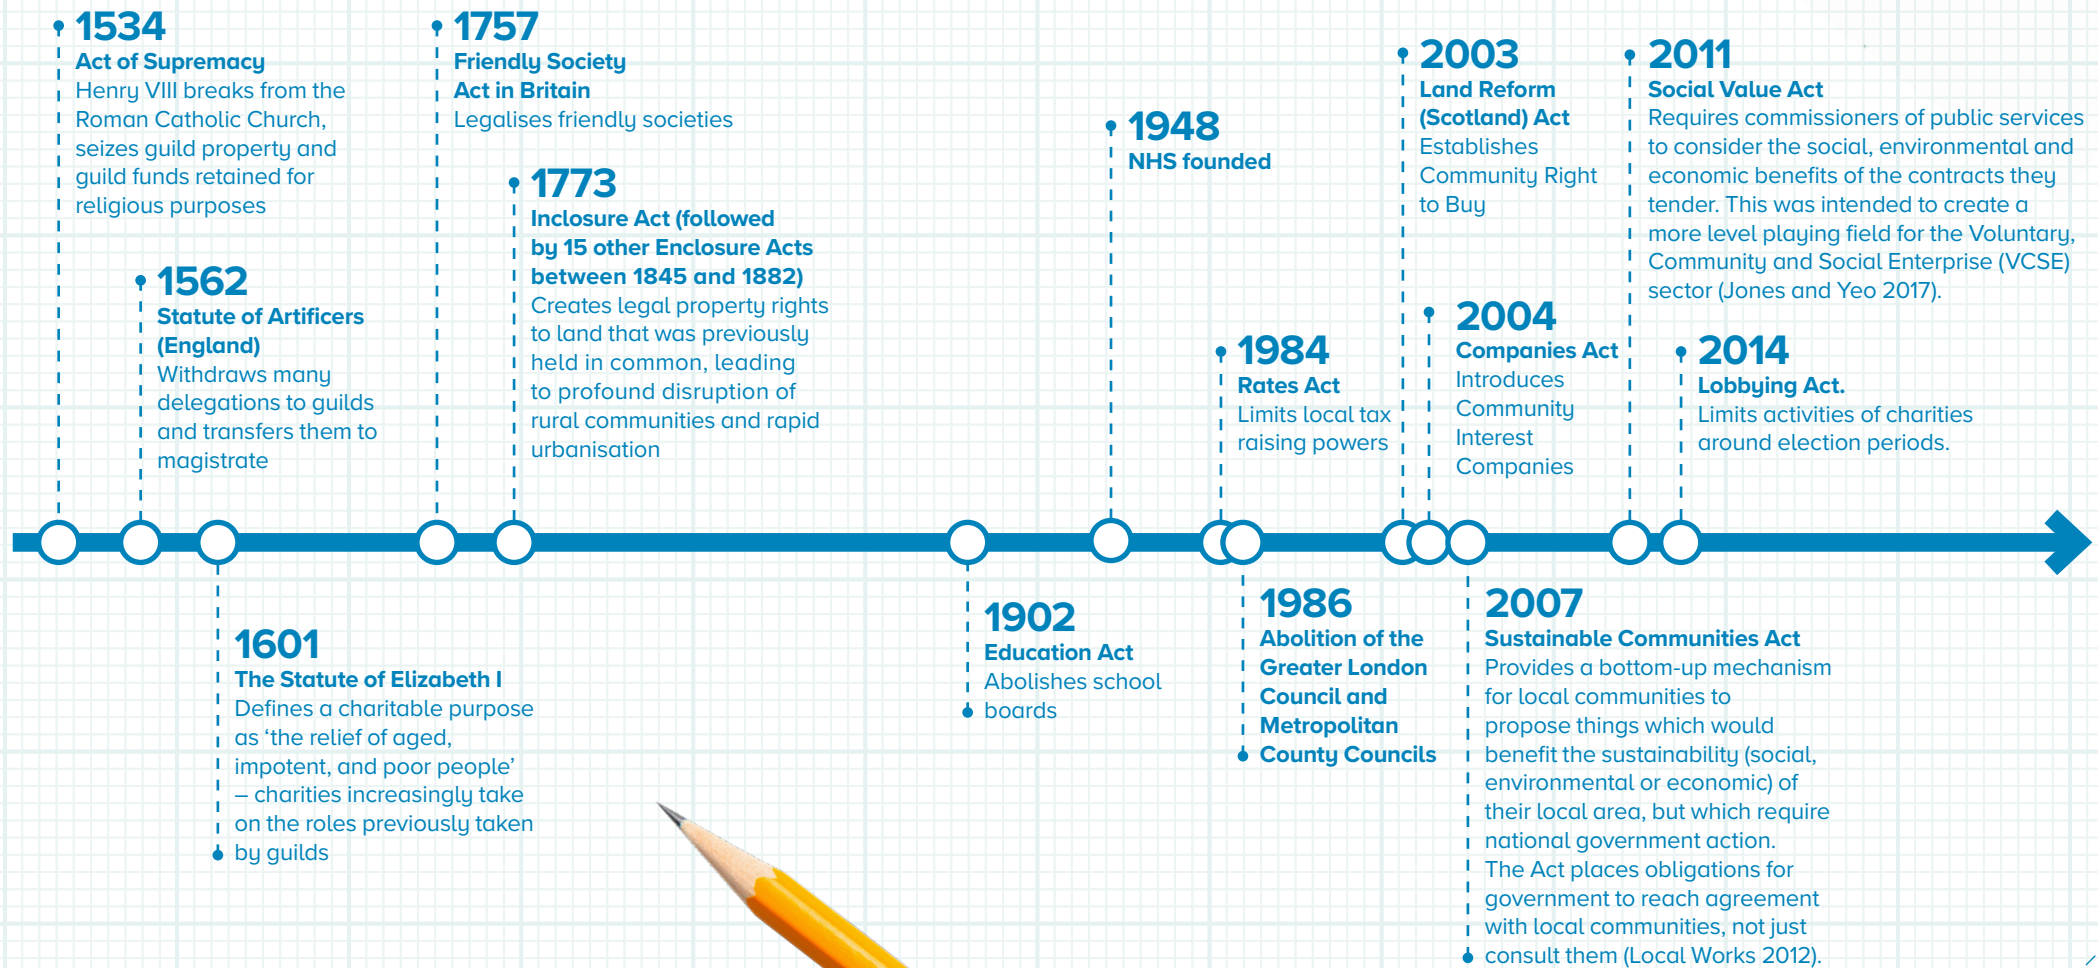 1534
Act of Supremacy
Henry VIII breaks from the
Roman Catholic Church,
seizes guild property and
guild funds retained for
religious purposes
1562
Statute of Artificers
(England)
Withdraws many
delegations to guilds
and transfers them to
magistrate
1601
The Statute of Elizabeth I
Defines a charitable purpose
as ‘the relief of aged,
impotent, and poor people’
– charities increasingly take
on the roles previously taken
by guilds
1757
Friendly Society
Act in Britain
Legalises friendly societies
1773
Inclosure Act (followed
by 15 other Enclosure Acts
between 1845 and 1882)
Creates legal property rights
to land that was previously
held in common, leading
to profound disruption of
rural communities and rapid
urbanisation
1902
Education Act
Abolishes school
boards
1948
NHS founded
1984
Rates Act
Limits local tax
raising powers
1986
Abolition of the
Greater London
Council and
Metropolitan
County Councils
2003
Land Reform
(Scotland) Act
Establishes
Community Right
to Buy
2004
Companies Act
Introduces
Community
Interest
Companies
2007
Sustainable Communities Act
Provides a bottom-up mechanism
for local communities to
propose things which would
benefit the sustainability (social,
environmental or economic) of
their local area, but which require
national government action.
The Act places obligations for
government to reach agreement
with local communities, not just
consult them (Local Works 2012).
2011
Social Value Act
Requires commissioners of public services
to consider the social, environmental and
economic benefits of the contracts they
tender. This was intended to create a
more level playing field for the Voluntary,
Community and Social Enterprise (VCSE)
sector (Jones and Yeo 2017).
2014
Lobbying Act.
Limits activities of charities
around election periods.